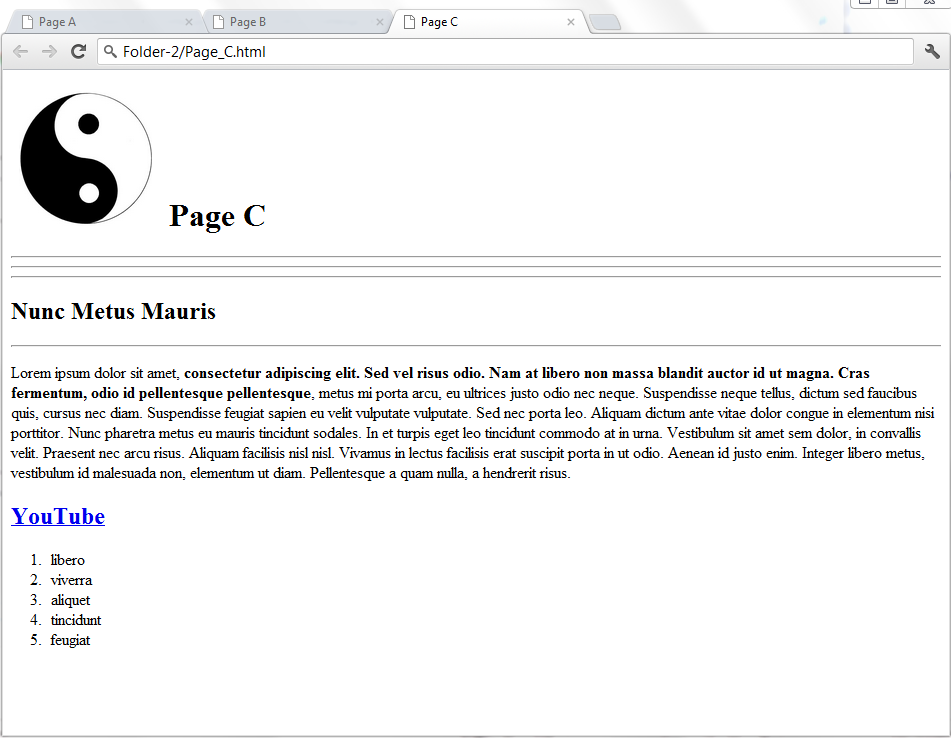 Page A
Page B
Page C
Folder-2/Page_C.html
Page C
Nunc Metus Mauris
Lorem ipsum dolor sit amet, consectetur adipiscing elit. Sed vel risus odio. Nam at libero non massa blandit auctor id ut magna. Cras
fermentum, odio id pellentesque pellentesque, metus mi porta arcu, eu ultrices justo odio nec neque. Suspendisse neque tellus, dictum sed faucibus
quis, cursus nec diam. Suspendisse feugiat sapien eu velit vulputate vulputate. Sed nec porta leo. Aliquam dictum ante vitae dolor congue in elementum nisi
porttitor. Nunc pharetra metus eu mauris tincidunt sodales. In et turpis eget leo tincidunt commodo at in urna. Vestibulum sit amet sem dolor, in convallis
velit. Praesent nec arcu risus. Aliquam facilisis nisl nisl. Vivamus in lectus facilisis erat suscipit porta in ut odio. Aenean id justo enim. Integer libero metus,
vestibulum id malesuada non, elementum ut diam. Pellentesque a quam nulla, a hendrerit risus.
YouTube
1. libero
2. viverra
3. aliquet
4. tincidunt
5. feugiat